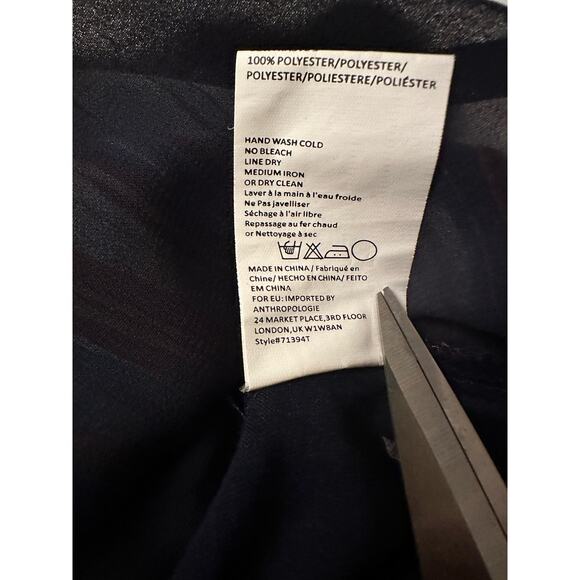 100% POLYESTER/POLYESTER/
POLYESTER/POLIESTERE/POLIÉSTER
HAND WASH COLD
NO BLEACH
LINE DRY
MEDIUM IRON
OR DRY CLEAN
Laver à la main à l'eau froide
Ne Pas javelliser
Séchage à l'air libre
Repassage au fer chaud
or Nettoyage à sec
MADE IN CHINA / Fabriqué en
Chine/ HECHO EN CHINA/ FEITO
EM CHINA
FOR EU: IMPORTED BY
ANTHROPOLOGIE
24 MARKET PLACE,3RD FLOOR
LONDON,UK W1W8AN
Style#71394T